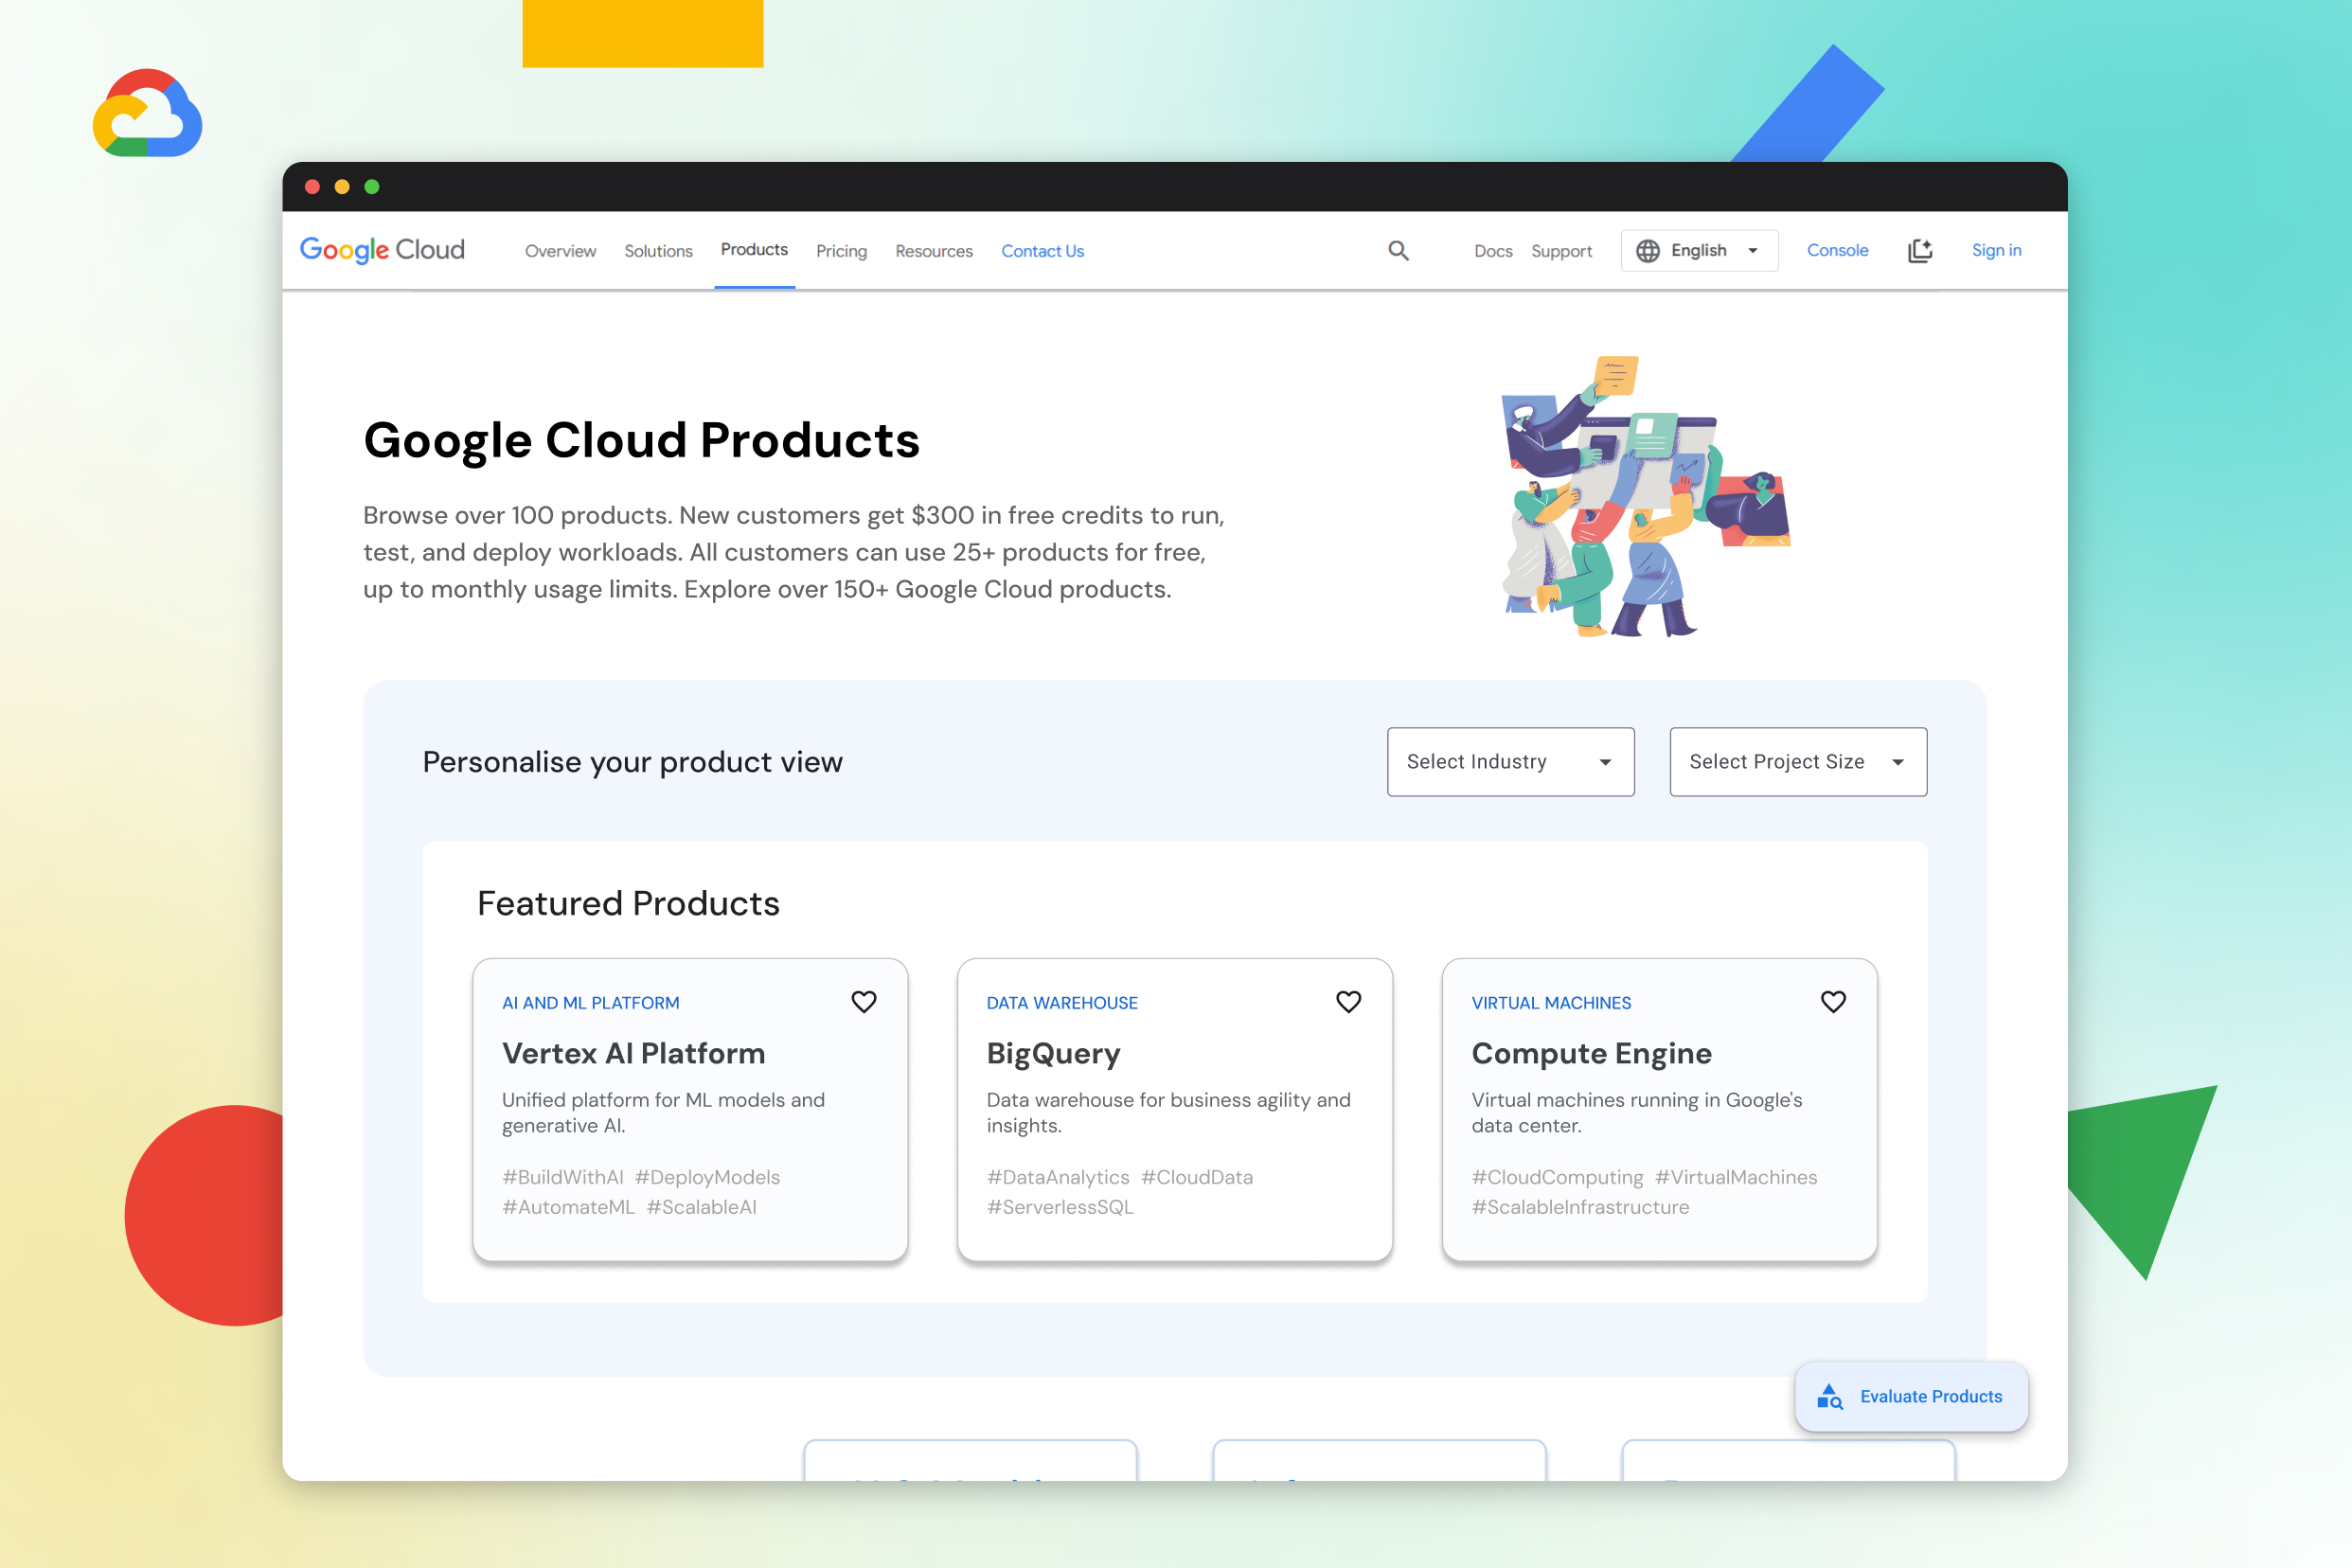 Google Cloud
Overview Solutions Products Pricing Resources Contact Us
Docs Support English Console Sign in
Google Cloud Products
Browse over 100 products. New customers get $300 in free credits to run,
test, and deploy workloads. All customers can use 25+ products for free,
up to monthly usage limits. Explore over 150+ Google Cloud products.
Personalise your product view
Select Industry
Select Project Size
Featured Products
AI AND ML PLATFORM
Vertex AI Platform
Unified platform for ML models and
generative AI.
#BuildWithAI #DeployModels
#AutomateML #ScalableAI
DATA WAREHOUSE
BigQuery
Data warehouse for business agility and
insights.
#DataAnalytics #CloudData
#ServerlessSQL
VIRTUAL MACHINES
Compute Engine
Virtual machines running in Google's
data center.
#CloudComputing #VirtualMachines
#ScalableInfrastructure
Evaluate Products